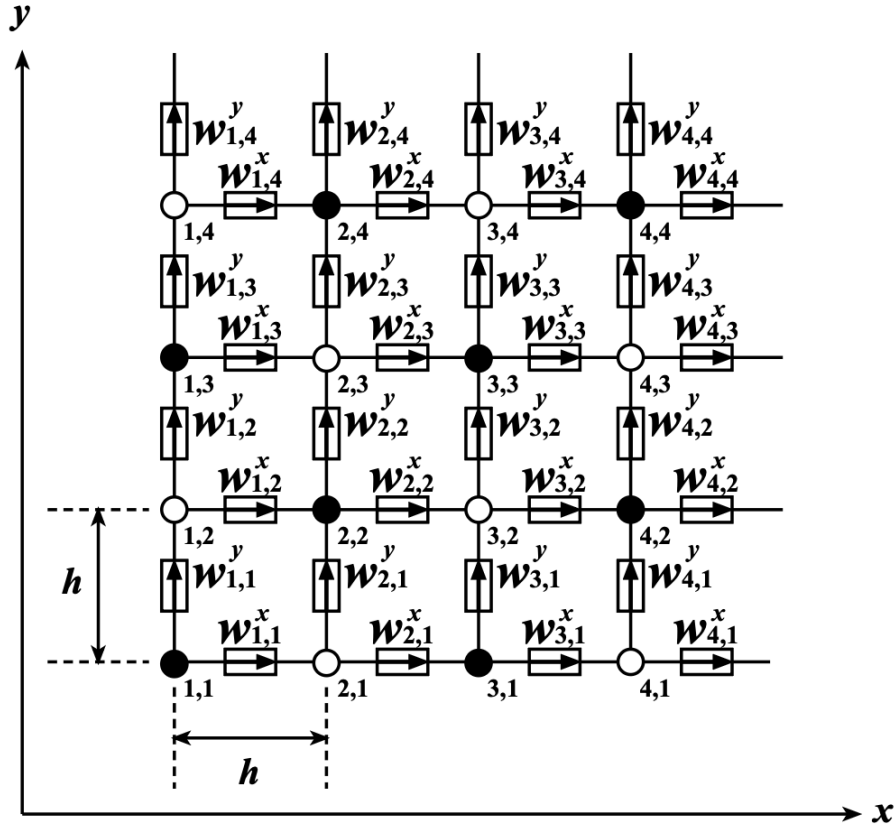 y
w^y_{1,4} w^y_{2,4} w^y_{3,4} w^y_{4,4}
w^x_{1,4} w^x_{2,4} w^x_{3,4} w^x_{4,4}
1,4 2,4 3,4 4,4
w^y_{1,3} w^y_{2,3} w^y_{3,3} w^y_{4,3}
w^x_{1,3} w^x_{2,3} w^x_{3,3} w^x_{4,3}
1,3 2,3 3,3 4,3
w^y_{1,2} w^y_{2,2} w^y_{3,2} w^y_{4,2}
w^x_{1,2} w^x_{2,2} w^x_{3,2} w^x_{4,2}
1,2 2,2 3,2 4,2
h w^y_{1,1} w^y_{2,1} w^y_{3,1} w^y_{4,1}
w^x_{1,1} w^x_{2,1} w^x_{3,1} w^x_{4,1}
1,1 2,1 3,1 4,1
h
x